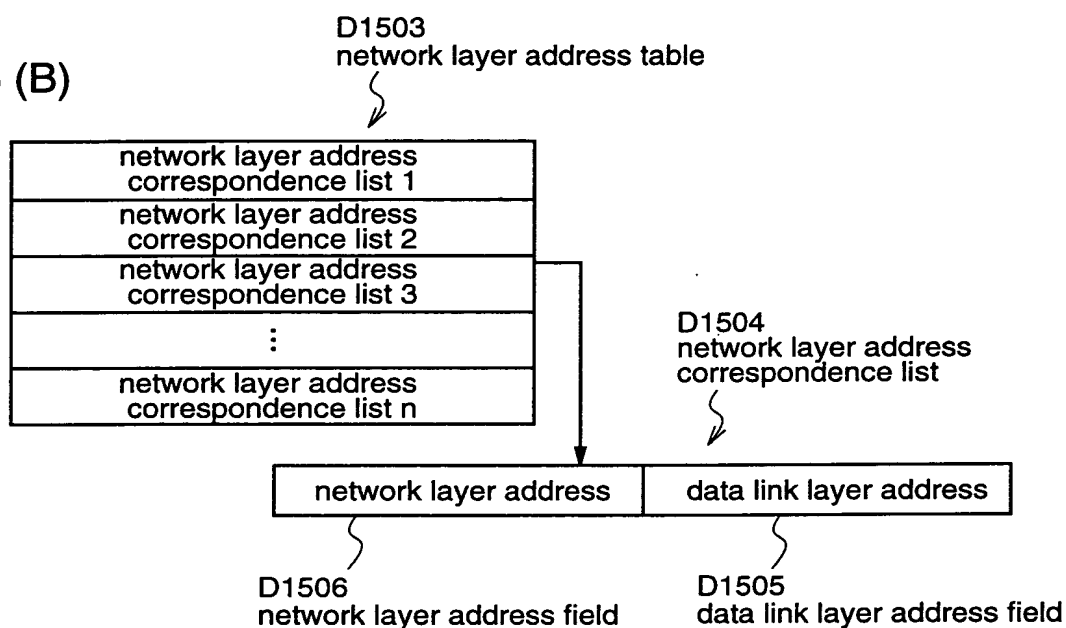 D1503
network layer address table
(B)
network layer address
correspondence list 1
network layer address
correspondence list 2
network layer address
correspondence list 3
⋮
network layer address
correspondence list n
D1504
network layer address
correspondence list
network layer address
data link layer address
D1506
network layer address field
D1505
data link layer address field